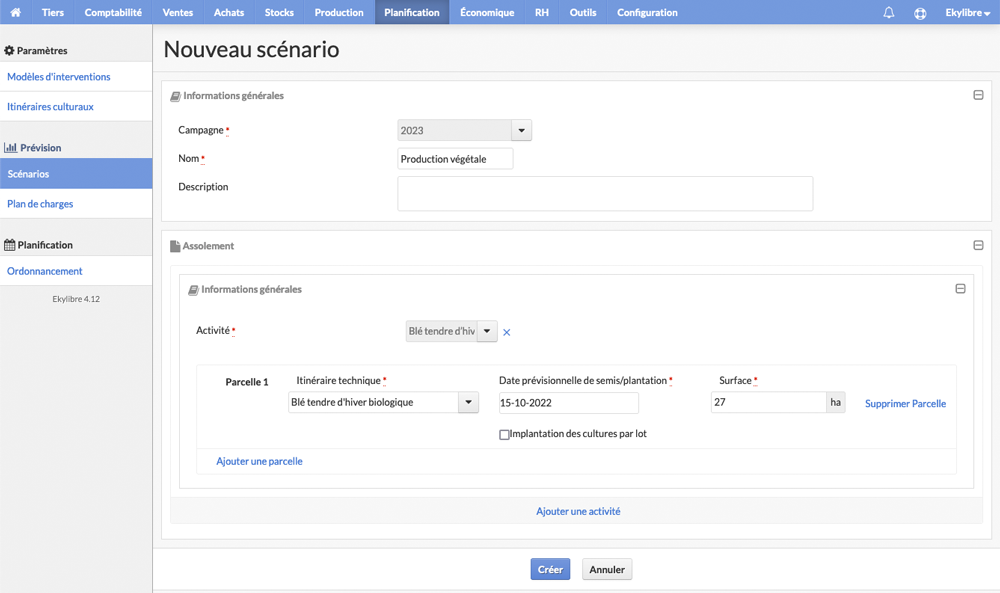 Tiers Comptabilité Ventes Achats Stocks Production Planification Économique RH Outils Configuration Ekylibre
Paramètres
Modèles d'interventions
Itinéraires culturaux
Prévision
Scénarios
Plan de charges
Planification
Ordonnancement
Ekylibre 4.12
Nouveau scénario
Informations générales
Campagne * 2023
Nom * Production végétale
Description
Assolement
Informations générales
Activité * Blé tendre d'hiv
Parcelle 1 Itinéraire technique * Date prévisionnelle de semis/plantation * Surface *
Blé tendre d'hiver biologique 15-10-2022 27 ha Supprimer Parcelle
Implantation des cultures par lot
Ajouter une parcelle
Ajouter une activité
Créer Annuler